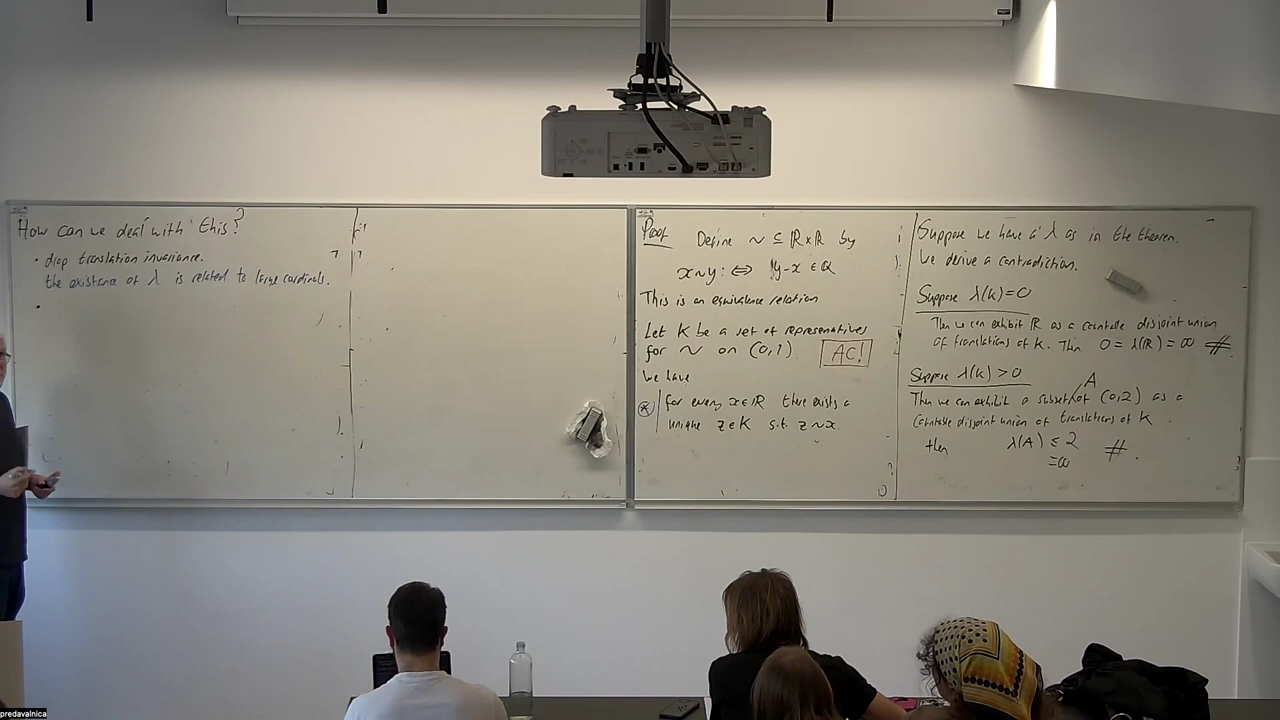 How can we deal with this?
• drop translation invariance.
the existance of λ is related to large cardinals.
•
Proof Define ~ ⊆ ℝ×ℝ by
x~y :⇔ y-x ∈ ℚ
This is an equivalence relation
Let K be a set of representatives
for ~ on (0,1) AC!
we have
⊛ for every x∈ℝ there exists a
unique z∈K s.t. z~x.
Suppose we have a λ as in the theorem.
We derive a contradiction.
Suppose λ(K)=0
Then we can exhibit ℝ as a countable disjoint union
of translations of K. Then 0 = λ(ℝ) = ∞ #
Suppose λ(K) > 0
A
Then we can exhibit a subset of (0,2) as a
countable disjoint union of translations of K
then λ(A) ≤ 2 #.
=∞
predavalnica